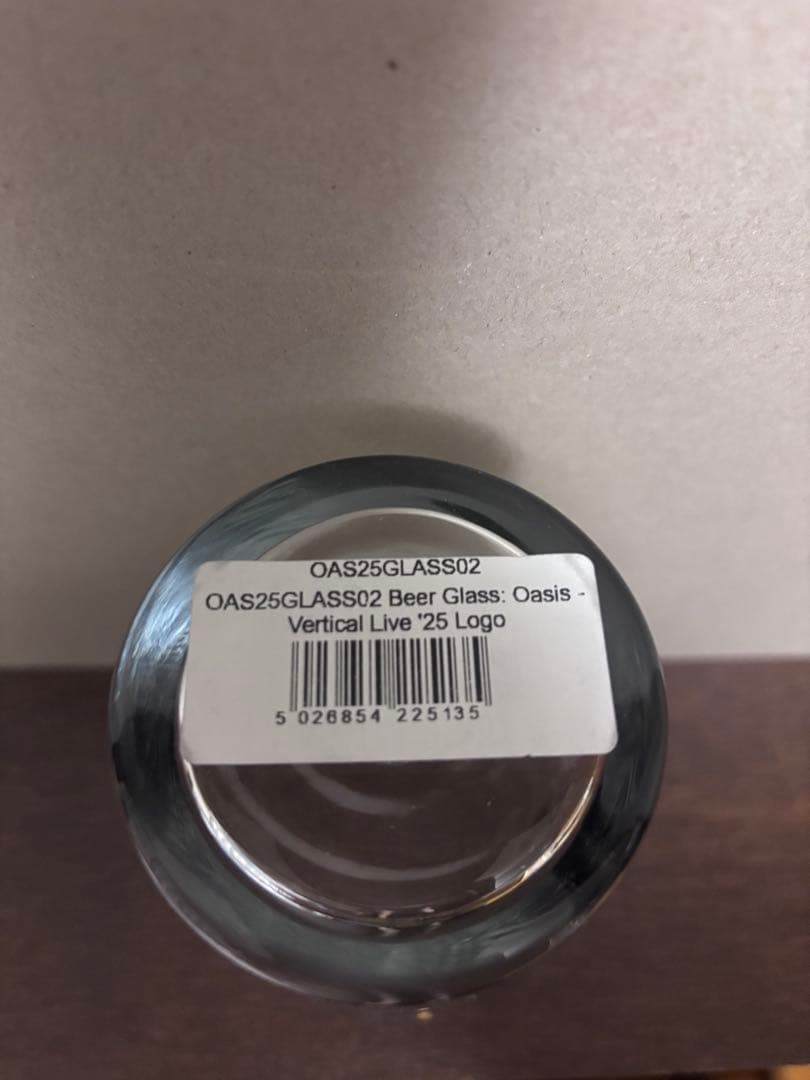 OAS25GLASS02
OAS25GLASS02 Beer Glass: Oasis -
Vertical Live '25 Logo
5 026854 225135